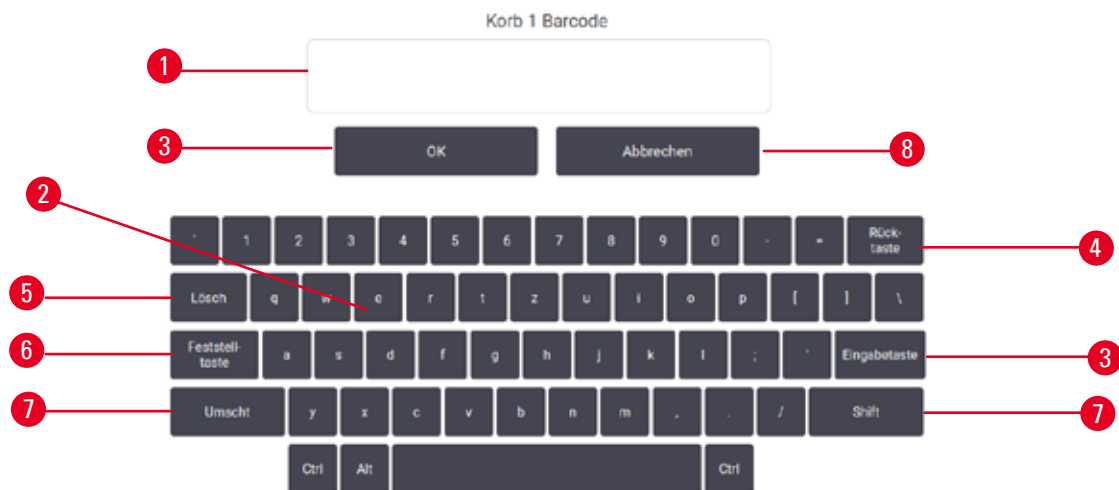 Korb 1 Barcode
1
3 OK Abbrechen 8
2
` 1 2 3 4 5 6 7 8 9 0 - = Rück-
taste 4
5 Lösch q w e r t z u i o p [ ] \
6 Feststell-
taste a s d f g h j k l ; ' Eingabetaste 3
7 Umscht y x c v b n m , . / Shift 7
Ctrl Alt Ctrl